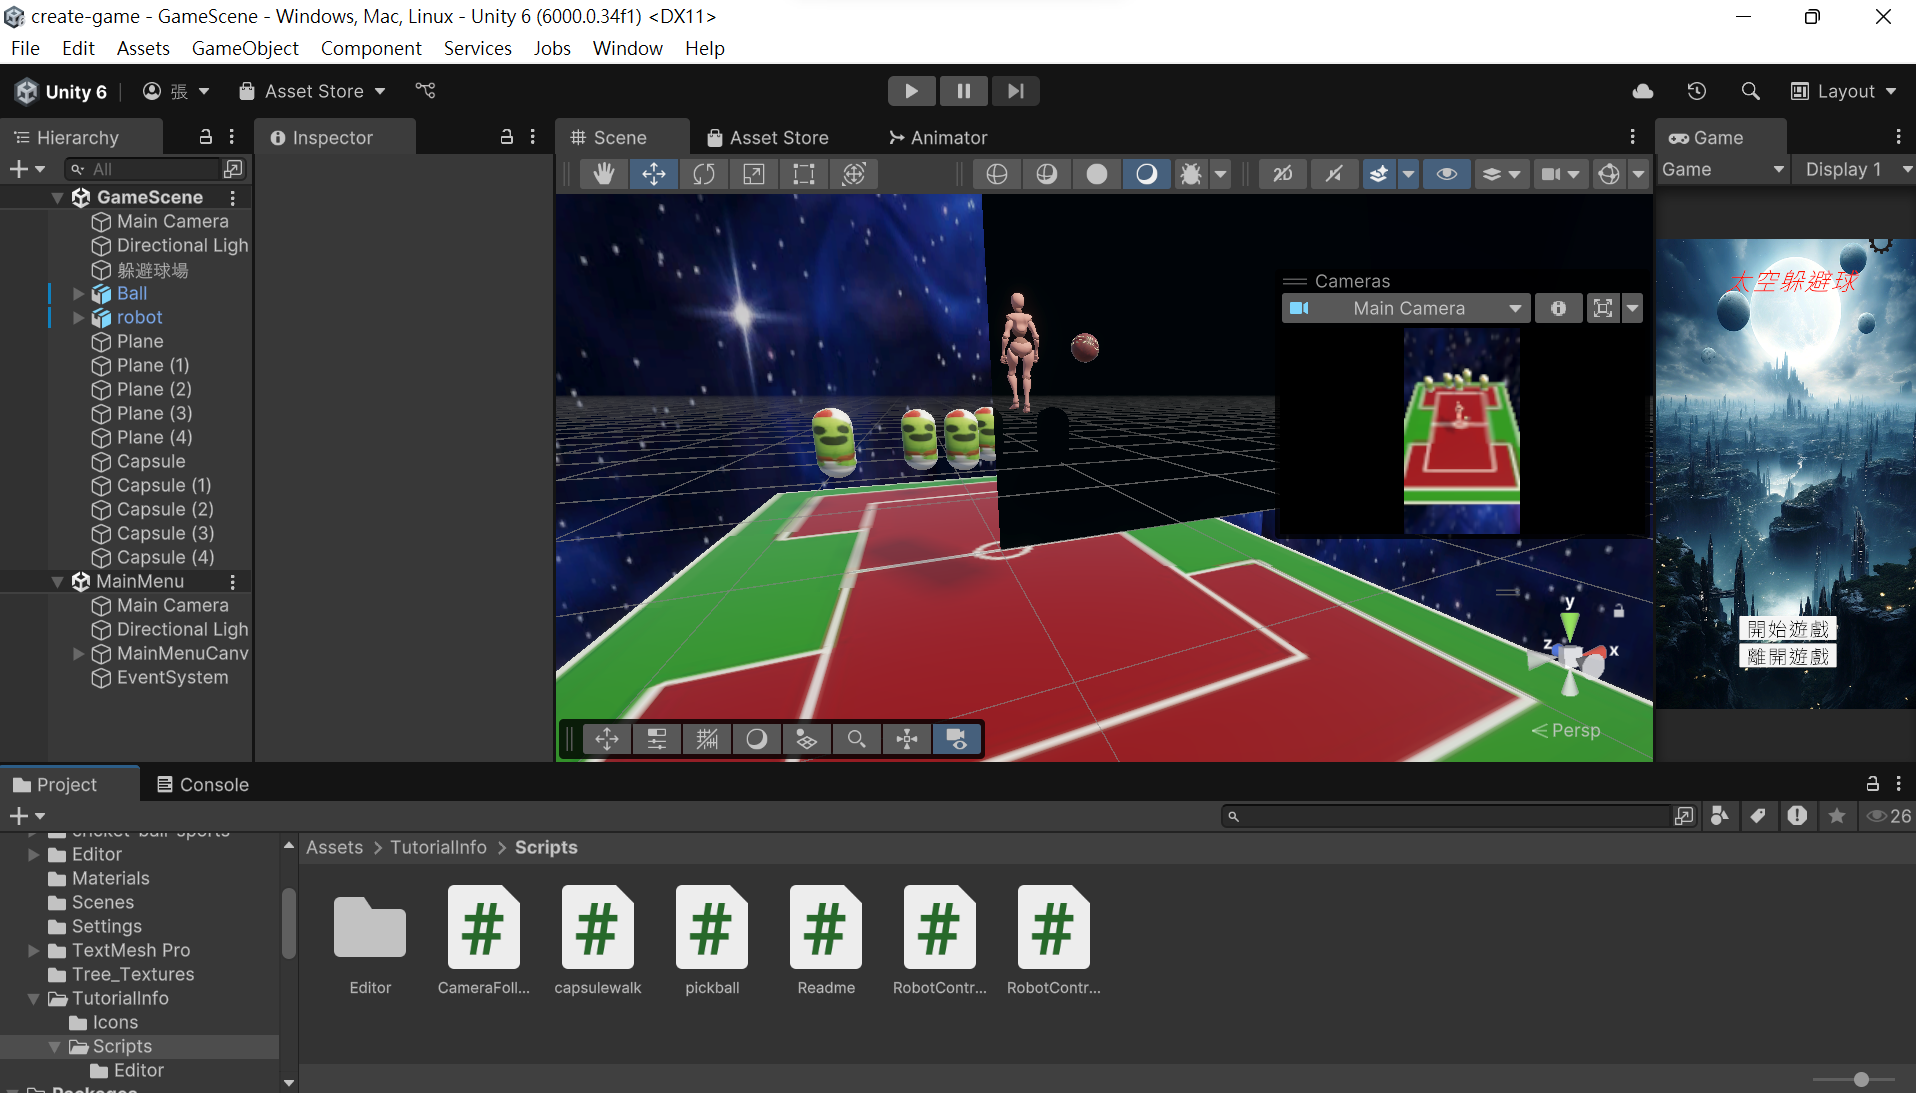 create-game - GameScene - Windows, Mac, Linux - Unity 6 (6000.0.34f1) <DX11>
File Edit Assets GameObject Component Services Jobs Window Help
Unity 6 張 Asset Store Layout
Hierarchy
Inspector
Scene Asset Store Animator
Game
All
Game Display 1
GameScene
Main Camera
Directional Ligh
躲避球場
Ball
robot
Plane
Plane (1)
Plane (2)
Plane (3)
Plane (4)
Capsule
Capsule (1)
Capsule (2)
Capsule (3)
Capsule (4)
MainMenu
Main Camera
Directional Ligh
MainMenuCanv
EventSystem
2D
Cameras
Main Camera
y
z x
Persp
太空躲避球
開始遊戲
離開遊戲
Project Console
26
cricket-ball-sports
Editor
Materials
Scenes
Settings
TextMesh Pro
Tree_Textures
TutorialInfo
Icons
Scripts
Editor
Packages
Assets > TutorialInfo > Scripts
Editor CameraFoll... capsulewalk pickball Readme RobotContr... RobotContr...